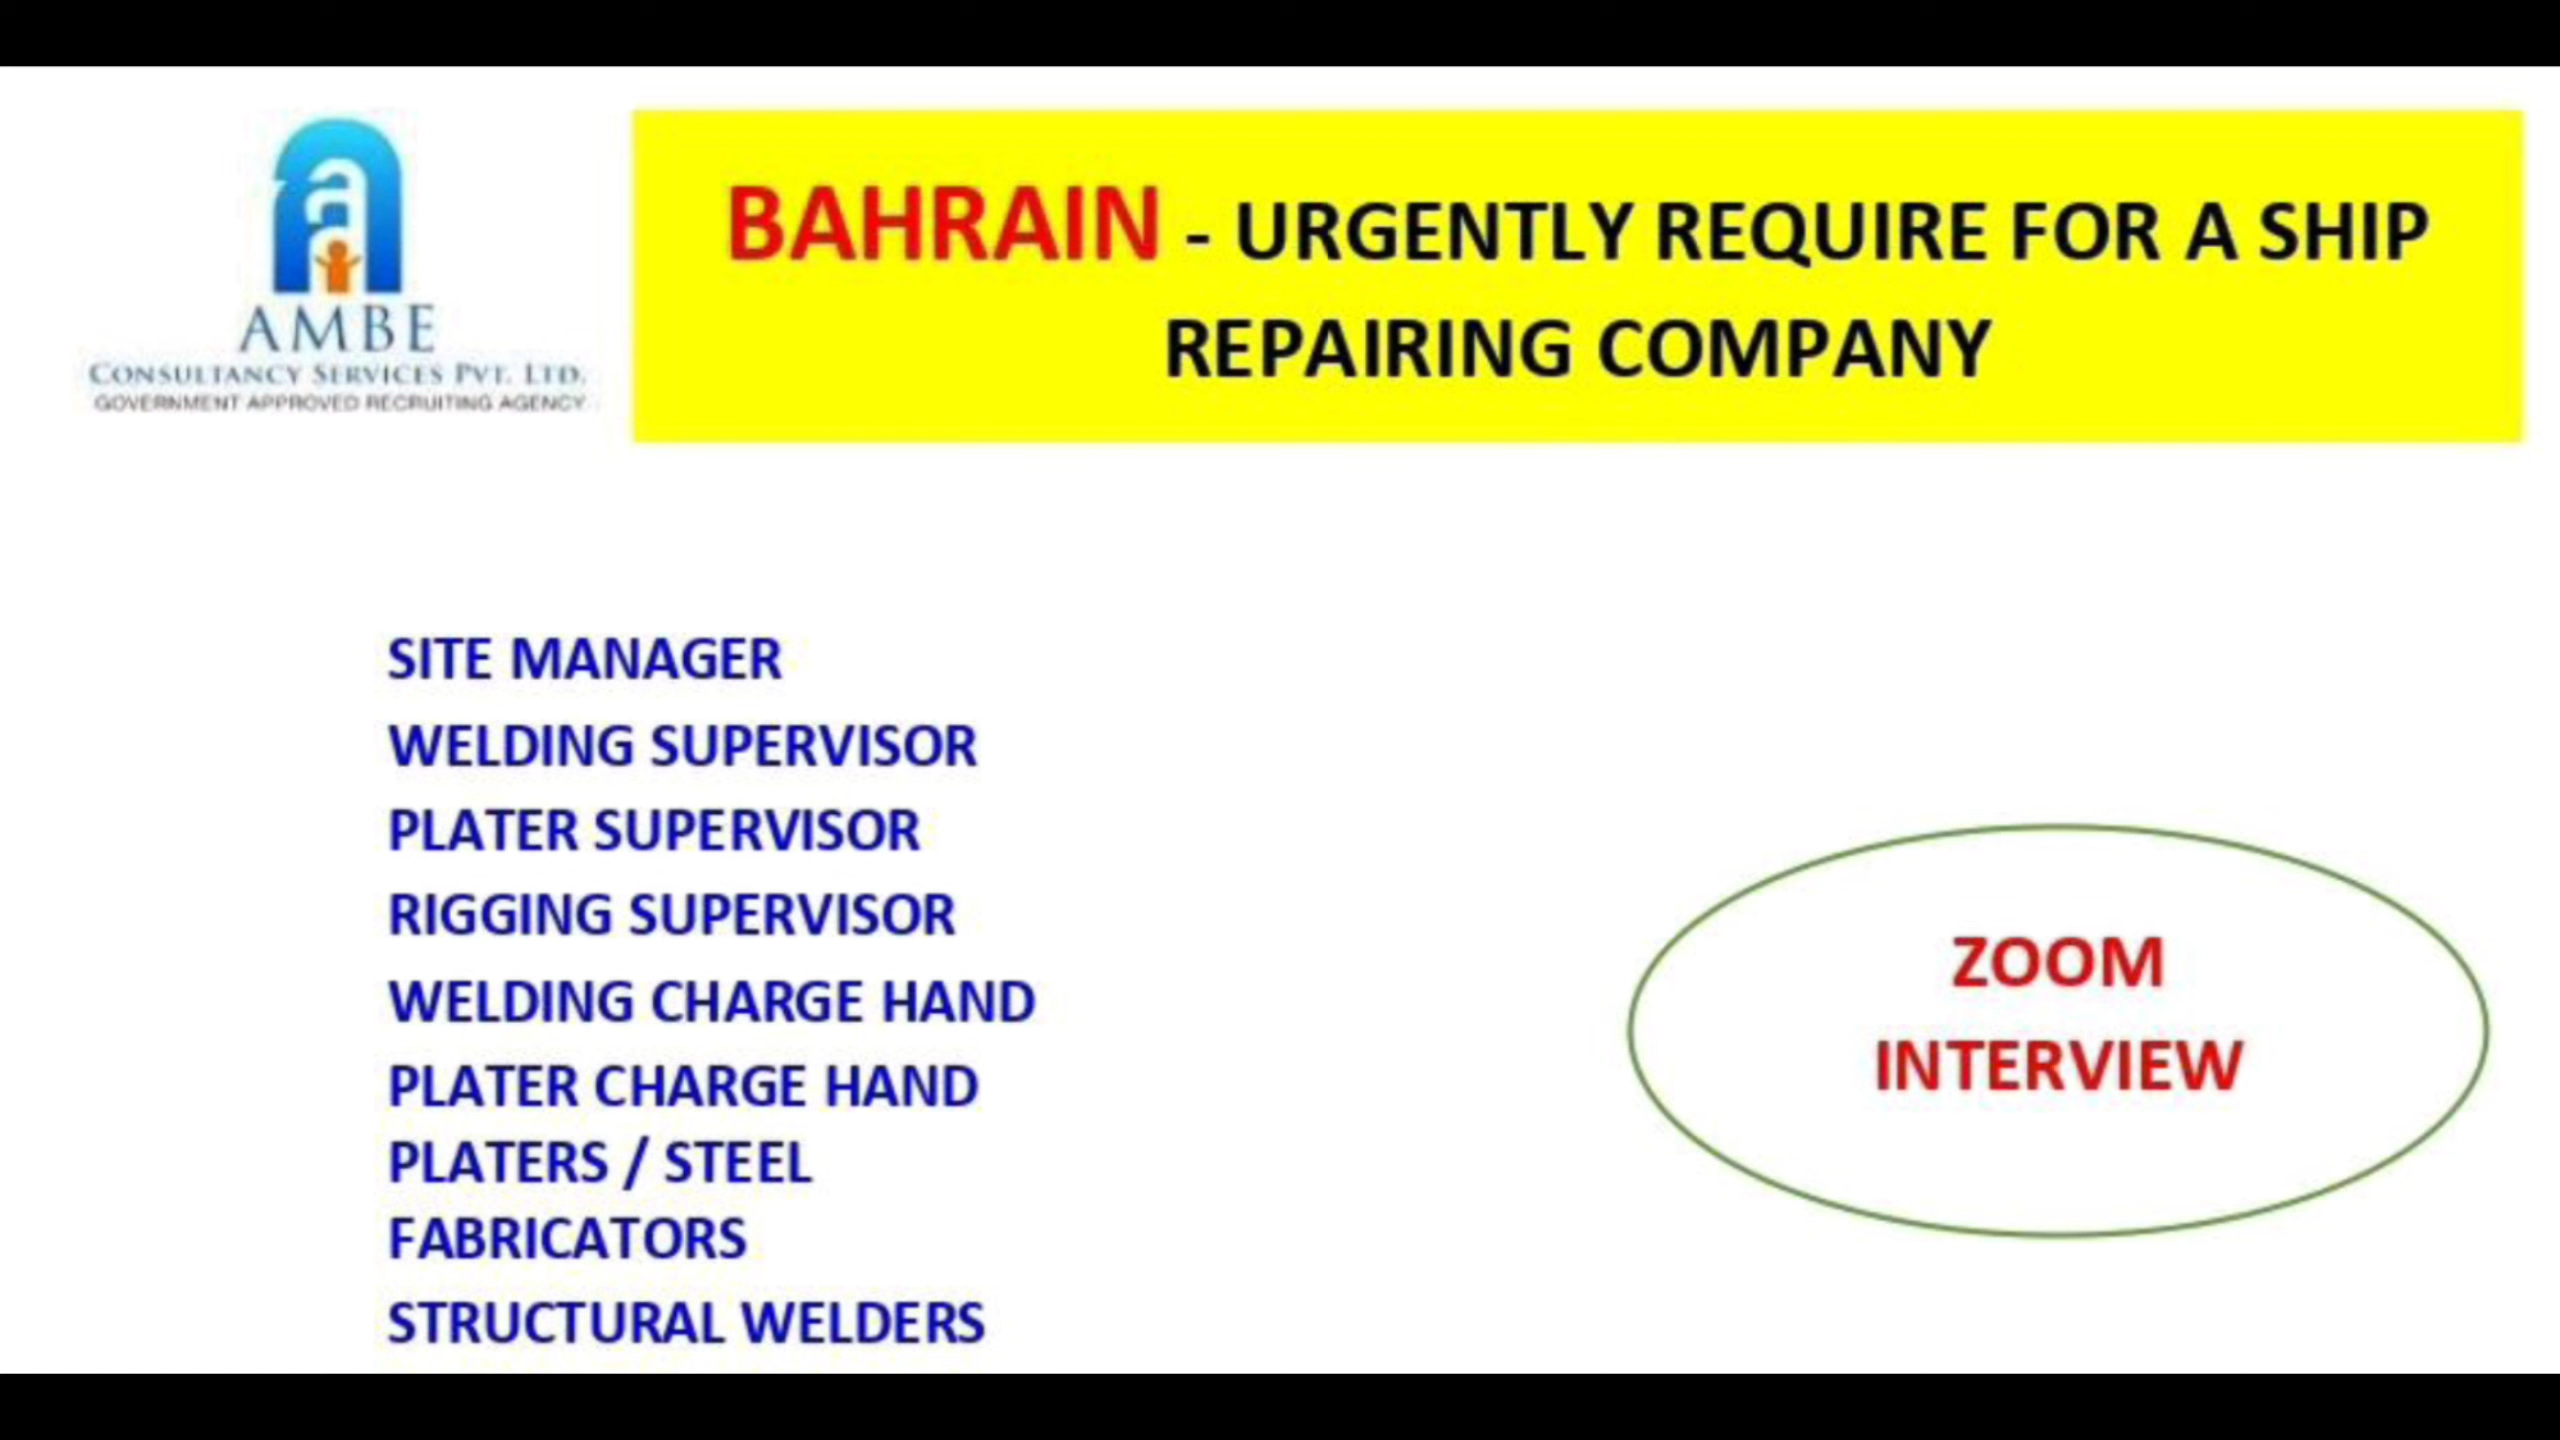 a
a
AMBE
CONSULTANCY SERVICES PVT. LTD.
GOVERNMENT APPROVED RECRUITING AGENCY
BAHRAIN - URGENTLY REQUIRE FOR A SHIP
REPAIRING COMPANY
SITE MANAGER
WELDING SUPERVISOR
PLATER SUPERVISOR
RIGGING SUPERVISOR
WELDING CHARGE HAND
PLATER CHARGE HAND
PLATERS / STEEL
FABRICATORS
STRUCTURAL WELDERS
ZOOM
INTERVIEW